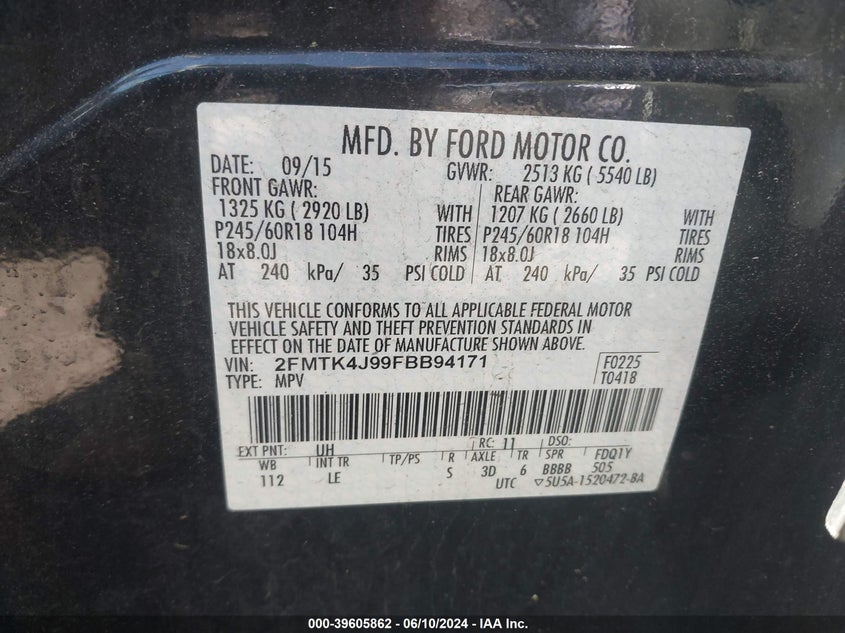 MFD. BY FORD MOTOR CO.
DATE: 09/15 GVWR: 2513 KG ( 5540 LB)
FRONT GAWR: REAR GAWR:
1325 KG ( 2920 LB) WITH 1207 KG ( 2660 LB) WITH
P245/60R18 104H TIRES P245/60R18 104H TIRES
18x8.0J RIMS 18x8.0J RIMS
AT 240 kPa/ 35 PSI COLD AT 240 kPa/ 35 PSI COLD
THIS VEHICLE CONFORMS TO ALL APPLICABLE FEDERAL MOTOR
VEHICLE SAFETY AND THEFT PREVENTION STANDARDS IN
EFFECT ON THE DATE OF MANUFACTURE SHOWN ABOVE.
VIN: 2FMTK4J99FBB94171 F0225
TYPE: MPV T0418
EXT PNT: UH RC: 11 DSO:
WB INT TR TP/PS R AXLE TR SPR FDQ1Y
112 LE S 3D 6 BBBB 505
UTC ▽5U5A-1520472-BA
000-39605862 - 06/10/2024 - IAA Inc.